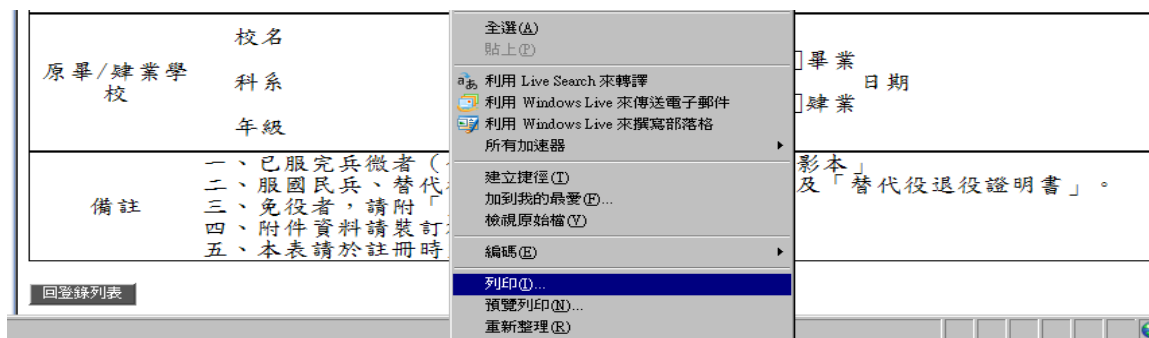 校名
原畢/肄業學校
科系
年級
畢業
日期
肄業
備註
一、已服完兵微者（
影本」
二、服國民兵、替代
及「替代役退役證明書」。
三、免役者，請附「
四、附件資料請裝訂
五、本表請於註冊時
回登錄列表
全選(A)
貼上(P)
利用 Live Search 來轉譯
利用 Windows Live 來傳送電子郵件
利用 Windows Live 來撰寫部落格
所有加速器
建立捷徑(T)
加到我的最愛(F)...
檢視原始檔(V)
編碼(E)
列印(I)...
預覽列印(N)...
重新整理(R)